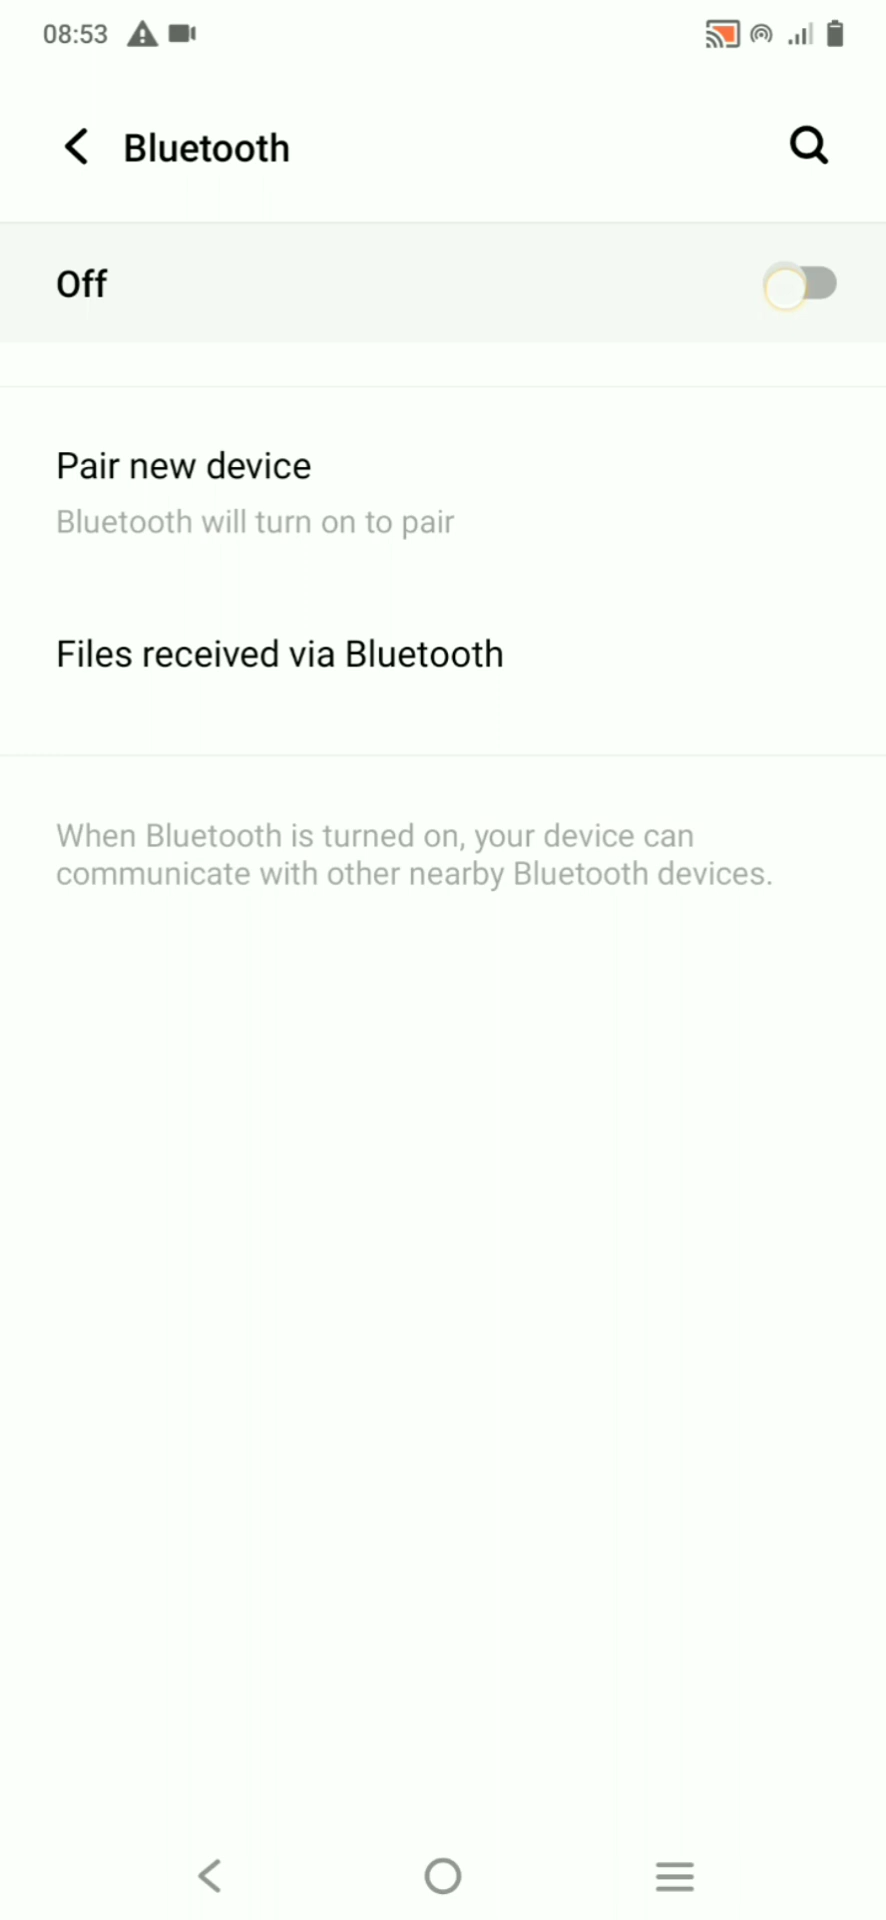 08:53
Bluetooth
Off
Pair new device
Bluetooth will turn on to pair
Files received via Bluetooth
When Bluetooth is turned on, your device can
communicate with other nearby Bluetooth devices.